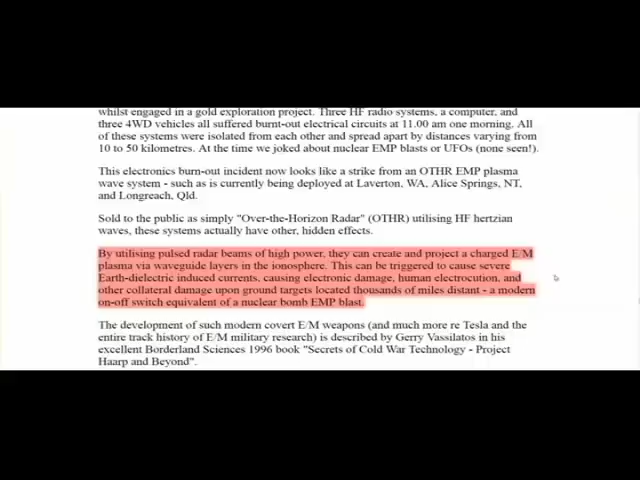 whilst engaged in a gold exploration project. Three HF radio systems, a computer, and
three 4WD vehicles all suffered burnt-out electrical circuits at 11.00 am one morning. All
of these systems were isolated from each other and spread apart by distances varying from
10 to 50 kilometres. At the time we joked about nuclear EMP blasts or UFOs (none seen!).
This electronics burn-out incident now looks like a strike from an OTHR EMP plasma
wave system - such as is currently being deployed at Laverton, WA, Alice Springs, NT,
and Longreach, Qld.
Sold to the public as simply "Over-the-Horizon Radar" (OTHR) utilising HF hertzian
waves, these systems actually have other, hidden effects.
By utilising pulsed radar beams of high power, they can create and project a charged E/M
plasma via waveguide layers in the ionosphere. This can be triggered to cause severe
Earth-dielectric induced currents, causing electronic damage, human electrocution, and
other collateral damage upon ground targets located thousands of miles distant - a modern
on-off switch equivalent of a nuclear bomb EMP blast.
The development of such modern covert E/M weapons (and much more re Tesla and the
entire track history of E/M military research) is described by Gerry Vassilatos in his
excellent Borderland Sciences 1996 book "Secrets of Cold War Technology - Project
Haarp and Beyond".